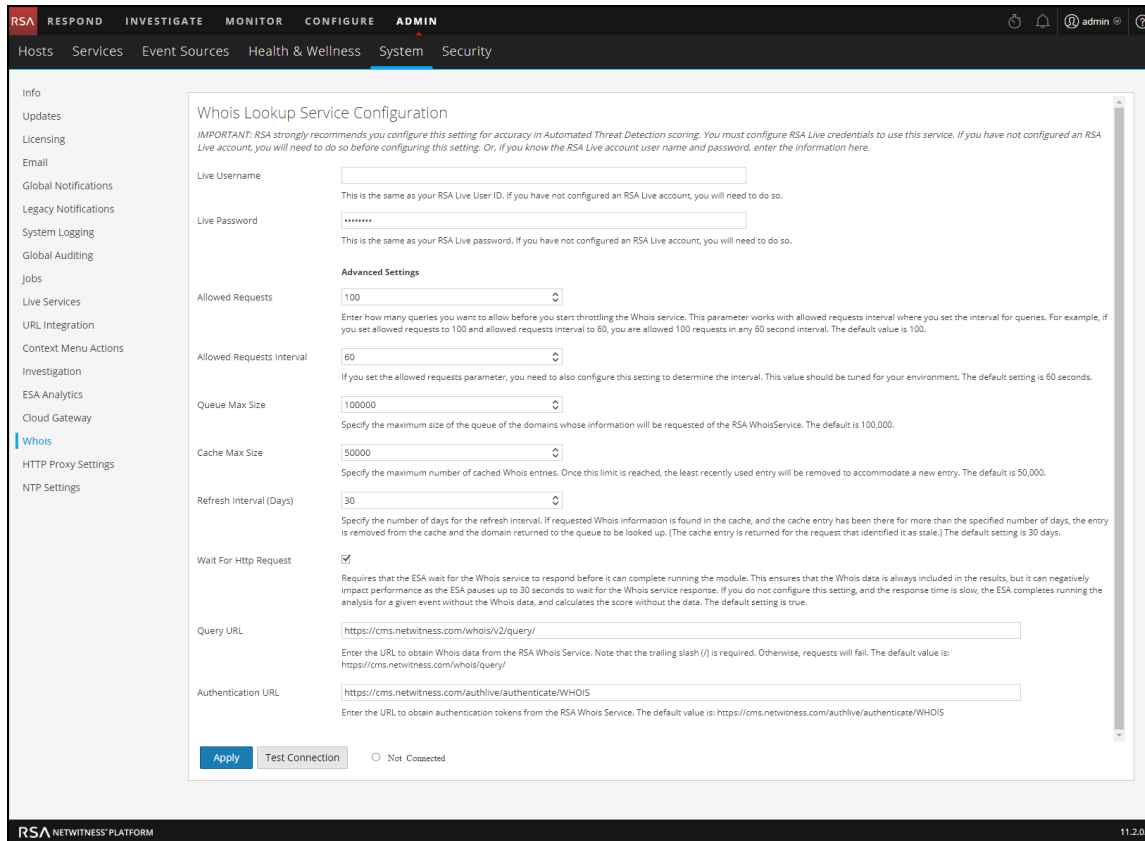 RSA RESPOND INVESTIGATE MONITOR CONFIGURE ADMIN admin
Hosts Services Event Sources Health & Wellness System Security
Info
Updates
Licensing
Email
Global Notifications
Legacy Notifications
System Logging
Global Auditing
Jobs
Live Services
URL Integration
Context Menu Actions
Investigation
ESA Analytics
Cloud Gateway
Whois
HTTP Proxy Settings
NTP Settings
Whois Lookup Service Configuration
IMPORTANT: RSA strongly recommends you configure this setting for accuracy in Automated Threat Detection scoring. You must configure RSA Live credentials to use this service. If you have not configured an RSA
Live account, you will need to do so before configuring this setting. Or, if you know the RSA Live account user name and password, enter the information here.
Live Username
This is the same as your RSA Live User ID. If you have not configured an RSA Live account, you will need to do so.
Live Password ••••••••
This is the same as your RSA Live password. If you have not configured an RSA Live account, you will need to do so.
Advanced Settings
Allowed Requests 100
Enter how many queries you want to allow before you start throttling the Whois service. This parameter works with allowed requests interval where you set the interval for queries. For example, if
you set allowed requests to 100 and allowed requests interval to 60, you are allowed 100 requests in any 60 second interval. The default value is 100.
Allowed Requests Interval 60
If you set the allowed requests parameter, you need to also configure this setting to determine the interval. This value should be tuned for your environment. The default setting is 60 seconds.
Queue Max Size 100000
Specify the maximum size of the queue of the domains whose information will be requested of the RSA WhoisService. The default is 100,000.
Cache Max Size 50000
Specify the maximum number of cached Whois entries. Once this limit is reached, the least recently used entry will be removed to accommodate a new entry. The default is 50,000.
Refresh Interval (Days) 30
Specify the number of days for the refresh interval. If requested Whois information is found in the cache, and the cache entry has been there for more than the specified number of days, the entry
is removed from the cache and the domain returned to the queue to be looked up. (The cache entry is returned for the request that identified it as stale.) The default setting is 30 days.
Wait For Http Request
Requires that the ESA wait for the Whois service to respond before it can complete running the module. This ensures that the Whois data is always included in the results, but it can negatively
impact performance as the ESA pauses up to 30 seconds to wait for the Whois service response. If you do not configure this setting, and the response time is slow, the ESA completes running the
analysis for a given event without the Whois data, and calculates the score without the data. The default setting is true.
Query URL https://cms.netwitness.com/whois/v2/query/
Enter the URL to obtain Whois data from the RSA Whois Service. Note that the trailing slash (/) is required. Otherwise, requests will fail. The default value is:
https://cms.netwitness.com/whois/query/
Authentication URL https://cms.netwitness.com/authlive/authenticate/WHOIS
Enter the URL to obtain authentication tokens from the RSA Whois Service. The default value is: https://cms.netwitness.com/authlive/authenticate/WHOIS
Apply Test Connection Not Connected
RSA NETWITNESS® PLATFORM 11.2.0.